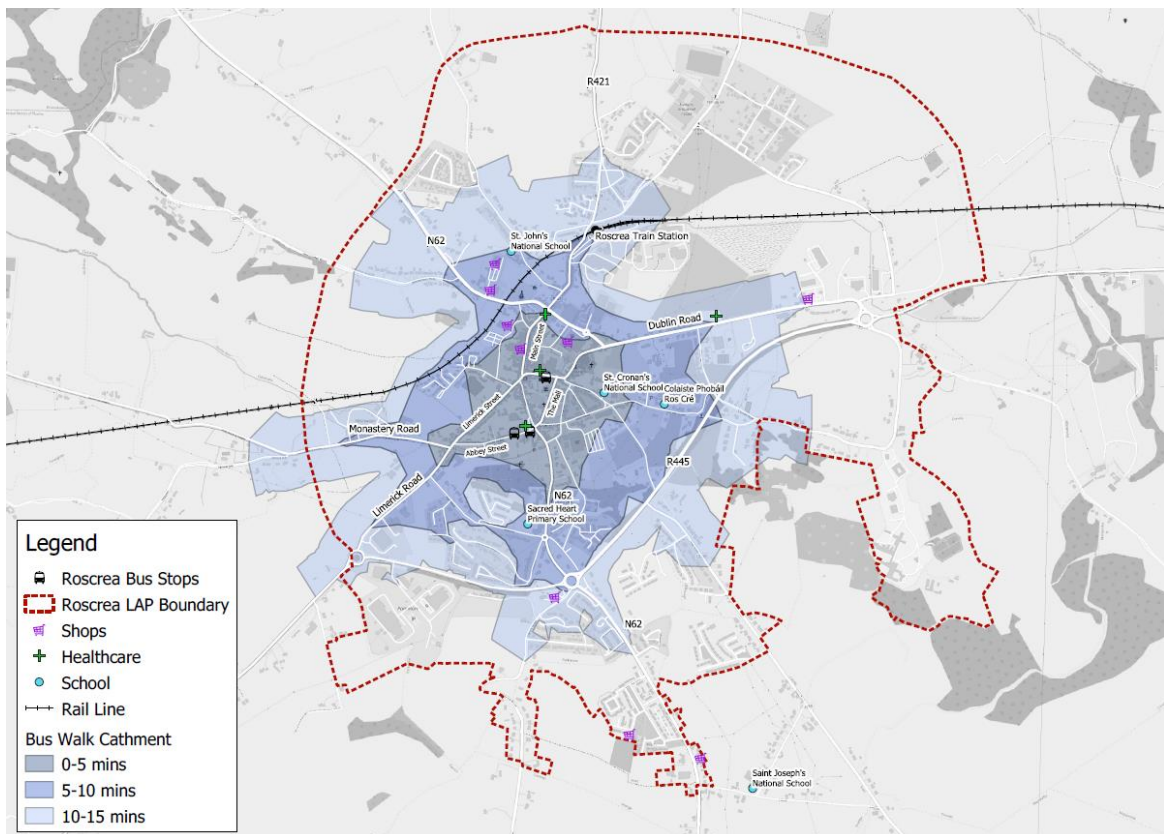 R421
N62
St. John's
National School
Roscrea Train Station
Dublin Road
Main Street
St. Cronan's
National School
Colaiste Phobáil
Ros Cré
The Mall
Limerick Street
Monastery Road
Abbey Street
R445
Limerick Road
N62
Sacred Heart
Primary School
N62
Saint Joseph's
National School
Legend
Roscrea Bus Stops
Roscrea LAP Boundary
Shops
Healthcare
School
Rail Line
Bus Walk Cathment
0-5 mins
5-10 mins
10-15 mins